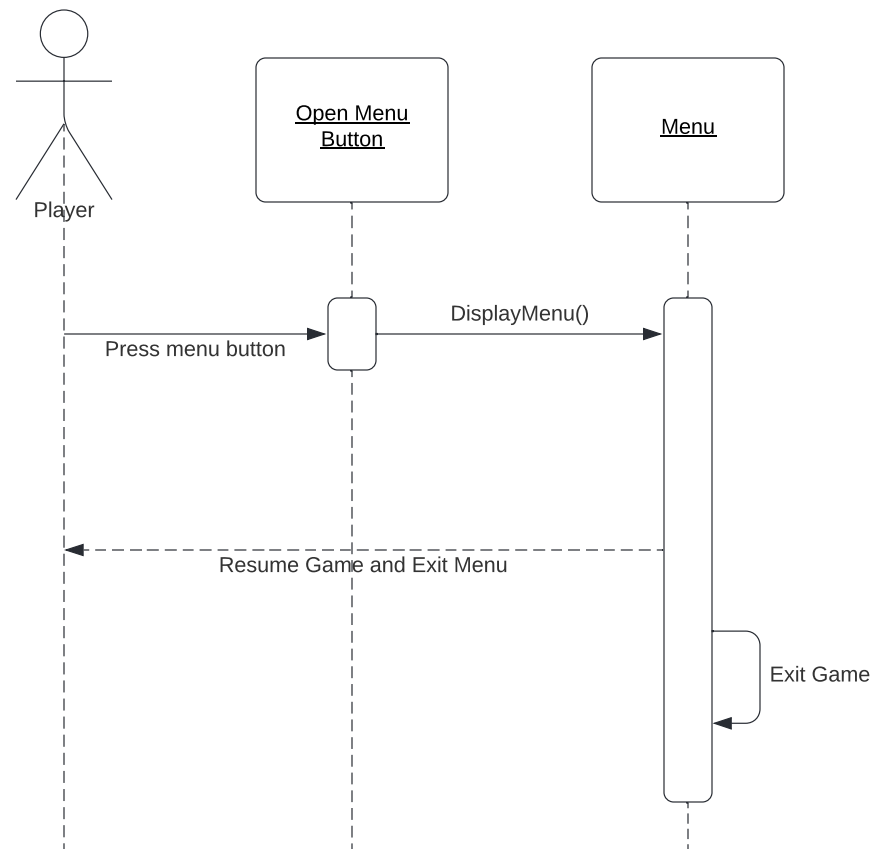 Open Menu
Button
Menu
Player
DisplayMenu()
Press menu button
Resume Game and Exit Menu
Exit Game